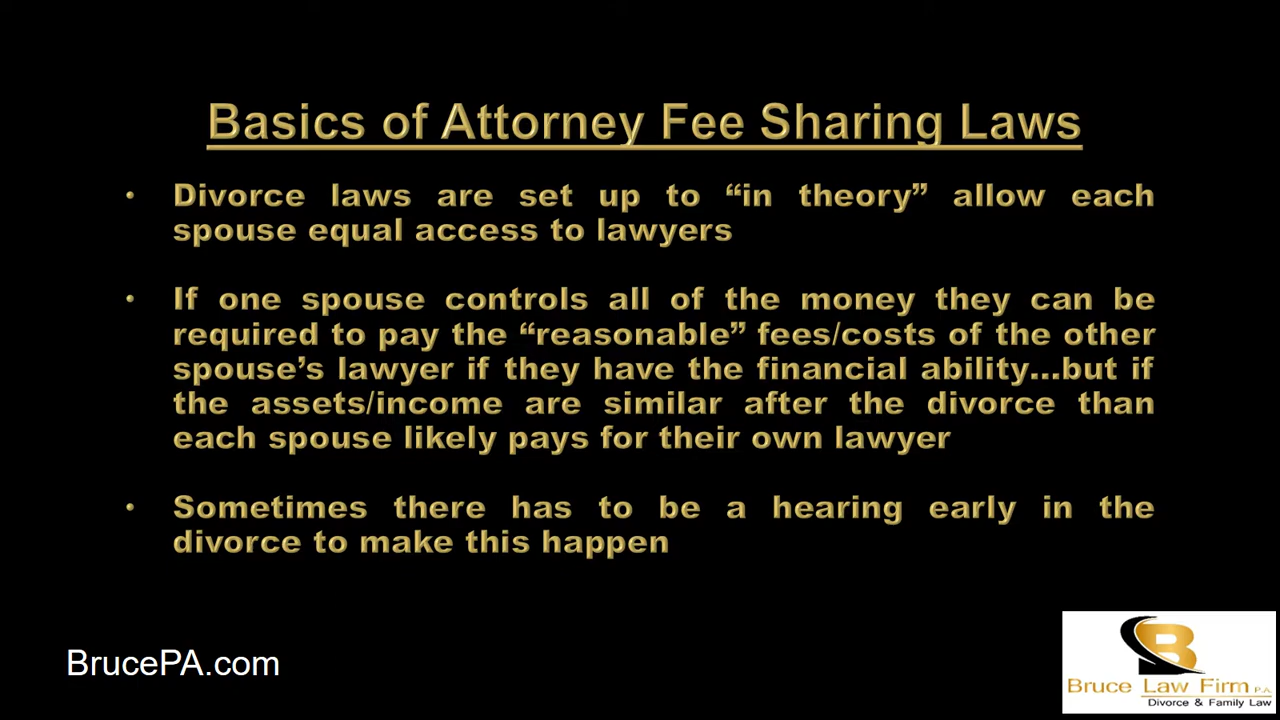 Basics of Attorney Fee Sharing Laws
• Divorce laws are set up to “in theory” allow each
spouse equal access to lawyers
• If one spouse controls all of the money they can be
required to pay the “reasonable” fees/costs of the other
spouse’s lawyer if they have the financial ability...but if
the assets/income are similar after the divorce than
each spouse likely pays for their own lawyer
• Sometimes there has to be a hearing early in the
divorce to make this happen
BrucePA.com
B
Bruce Law Firm P.A.
Divorce & Family Law